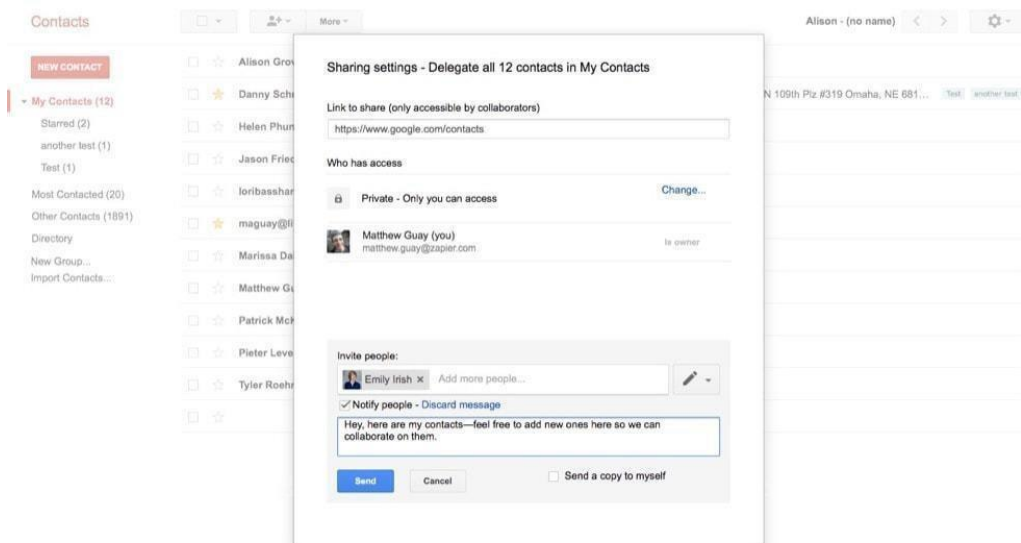 Contacts
More
Alison - (no name)
NEW CONTACT
My Contacts (12)
Starred (2)
another test (1)
Test (1)
Most Contacted (20)
Other Contacts (1891)
Directory
New Group...
Import Contacts...
Alison Grov
Danny Sch
N 109th Plz #319 Omaha, NE 681... Test another test
Helen Phun
Jason Fried
loribasshar
maguay@li
Marissa Da
Matthew Gu
Patrick McK
Pieter Leve
Tyler Roehr
Sharing settings - Delegate all 12 contacts in My Contacts
Link to share (only accessible by collaborators)
https://www.google.com/contacts
Who has access
Private - Only you can access
Change...
Matthew Guay (you)
matthew.guay@zapier.com
Is owner
Invite people:
Emily Irish × Add more people...
Notify people - Discard message
Hey, here are my contacts—feel free to add new ones here so we can
collaborate on them.
Send
Cancel
Send a copy to myself